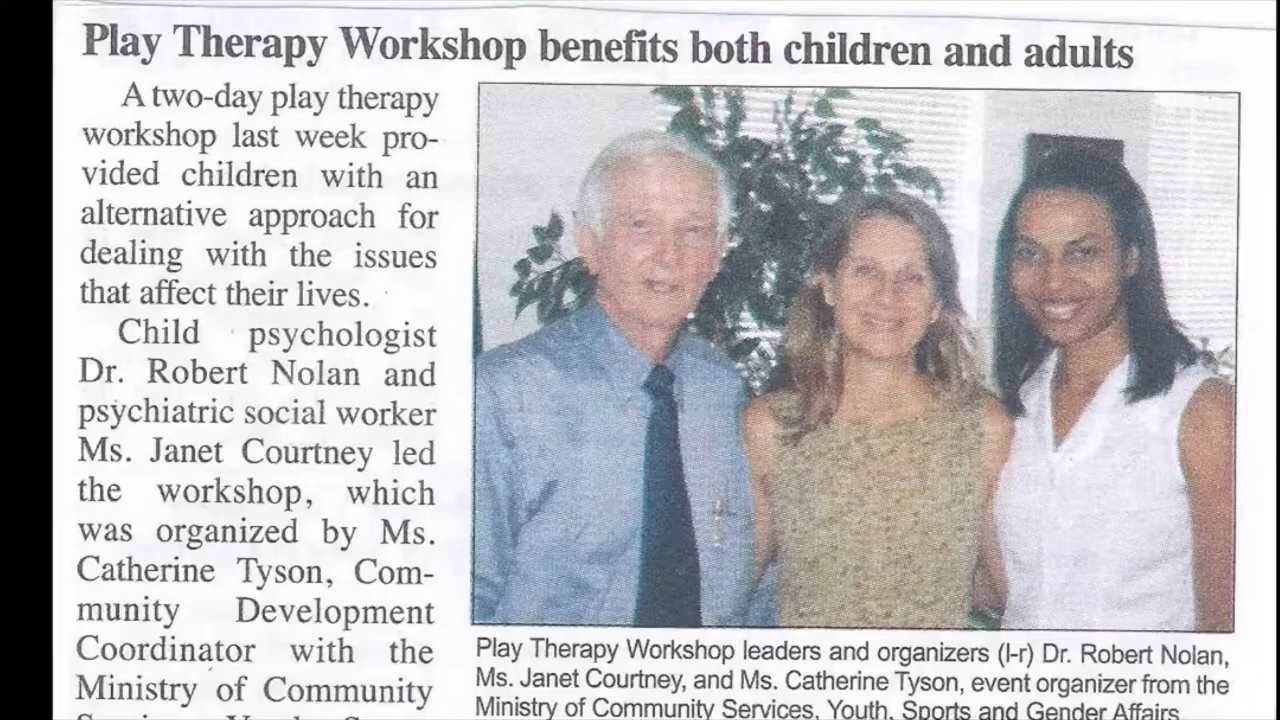 Play Therapy Workshop benefits both children and adults
A two-day play therapy
workshop last week pro-
vided children with an
alternative approach for
dealing with the issues
that affect their lives.
Child psychologist
Dr. Robert Nolan and
psychiatric social worker
Ms. Janet Courtney led
the workshop, which
was organized by Ms.
Catherine Tyson, Com-
munity Development
Coordinator with the
Ministry of Community
Play Therapy Workshop leaders and organizers (l-r) Dr. Robert Nolan,
Ms. Janet Courtney, and Ms. Catherine Tyson, event organizer from the
Ministry of Community Services, Youth, Sports and Gender Affairs